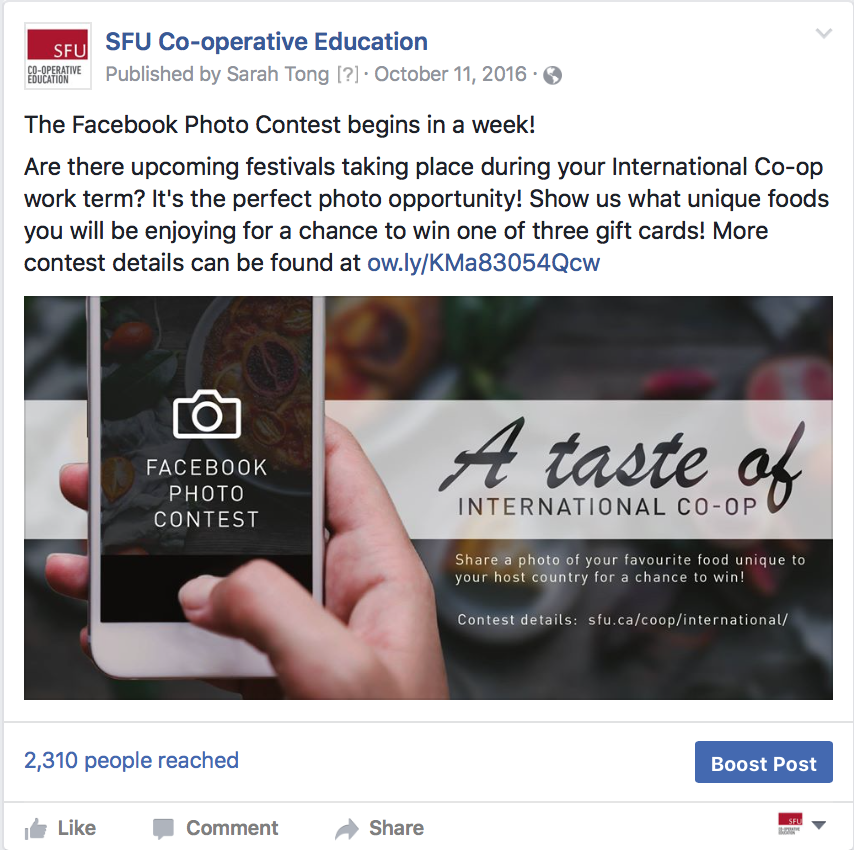 SFU
CO-OPERATIVE
EDUCATION
SFU Co-operative Education
Published by Sarah Tong [?] · October 11, 2016 ·
The Facebook Photo Contest begins in a week!
Are there upcoming festivals taking place during your International Co-op
work term? It's the perfect photo opportunity! Show us what unique foods
you will be enjoying for a chance to win one of three gift cards! More
contest details can be found at ow.ly/KMa83054Qcw
FACEBOOK
PHOTO
CONTEST
A taste of
INTERNATIONAL CO-OP
Share a photo of your favourite food unique to
your host country for a chance to win!
Contest details: sfu.ca/coop/international/
2,310 people reached
Boost Post
Like
Comment
Share
SFU
CO-OPERATIVE
EDUCATION